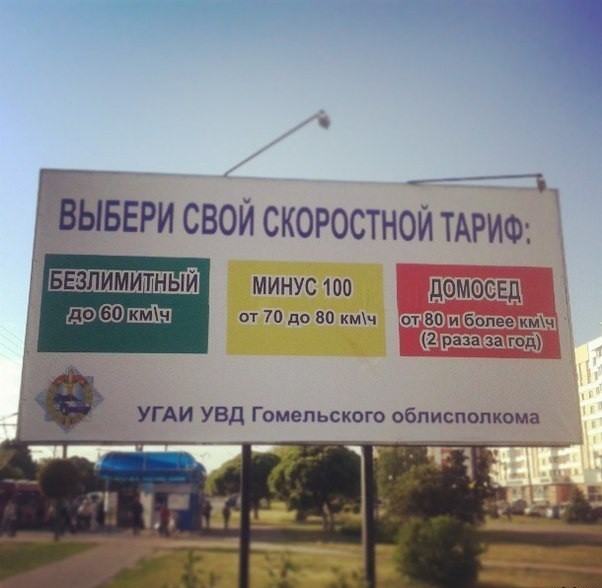 ВЫБЕРИ СВОЙ СКОРОСТНОЙ ТАРИФ:
БЕЗЛИМИТНЫЙ
до 60 км\ч
МИНУС 100
от 70 до 80 км\ч
ДОМОСЕД
от 80 и более км\ч
(2 раза за год)
УГАИ УВД Гомельского облисполкома